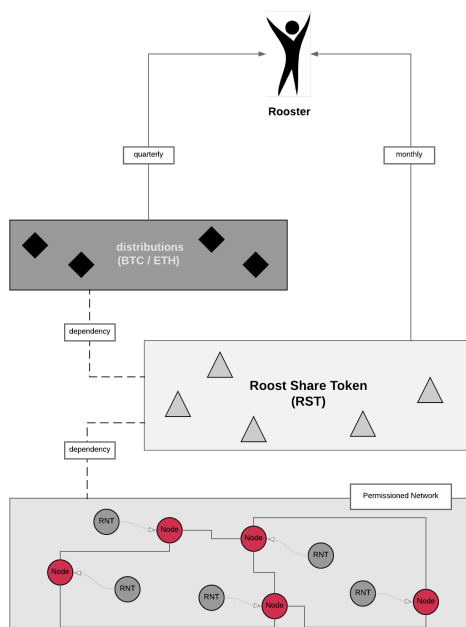 Rooster
quarterly
monthly
distributions
(BTC / ETH)
dependency
Roost Share Token
(RST)
dependency
Permissioned Network
RNT
Node
Node
RNT
Node
RNT
RNT
Node
RNT
Node